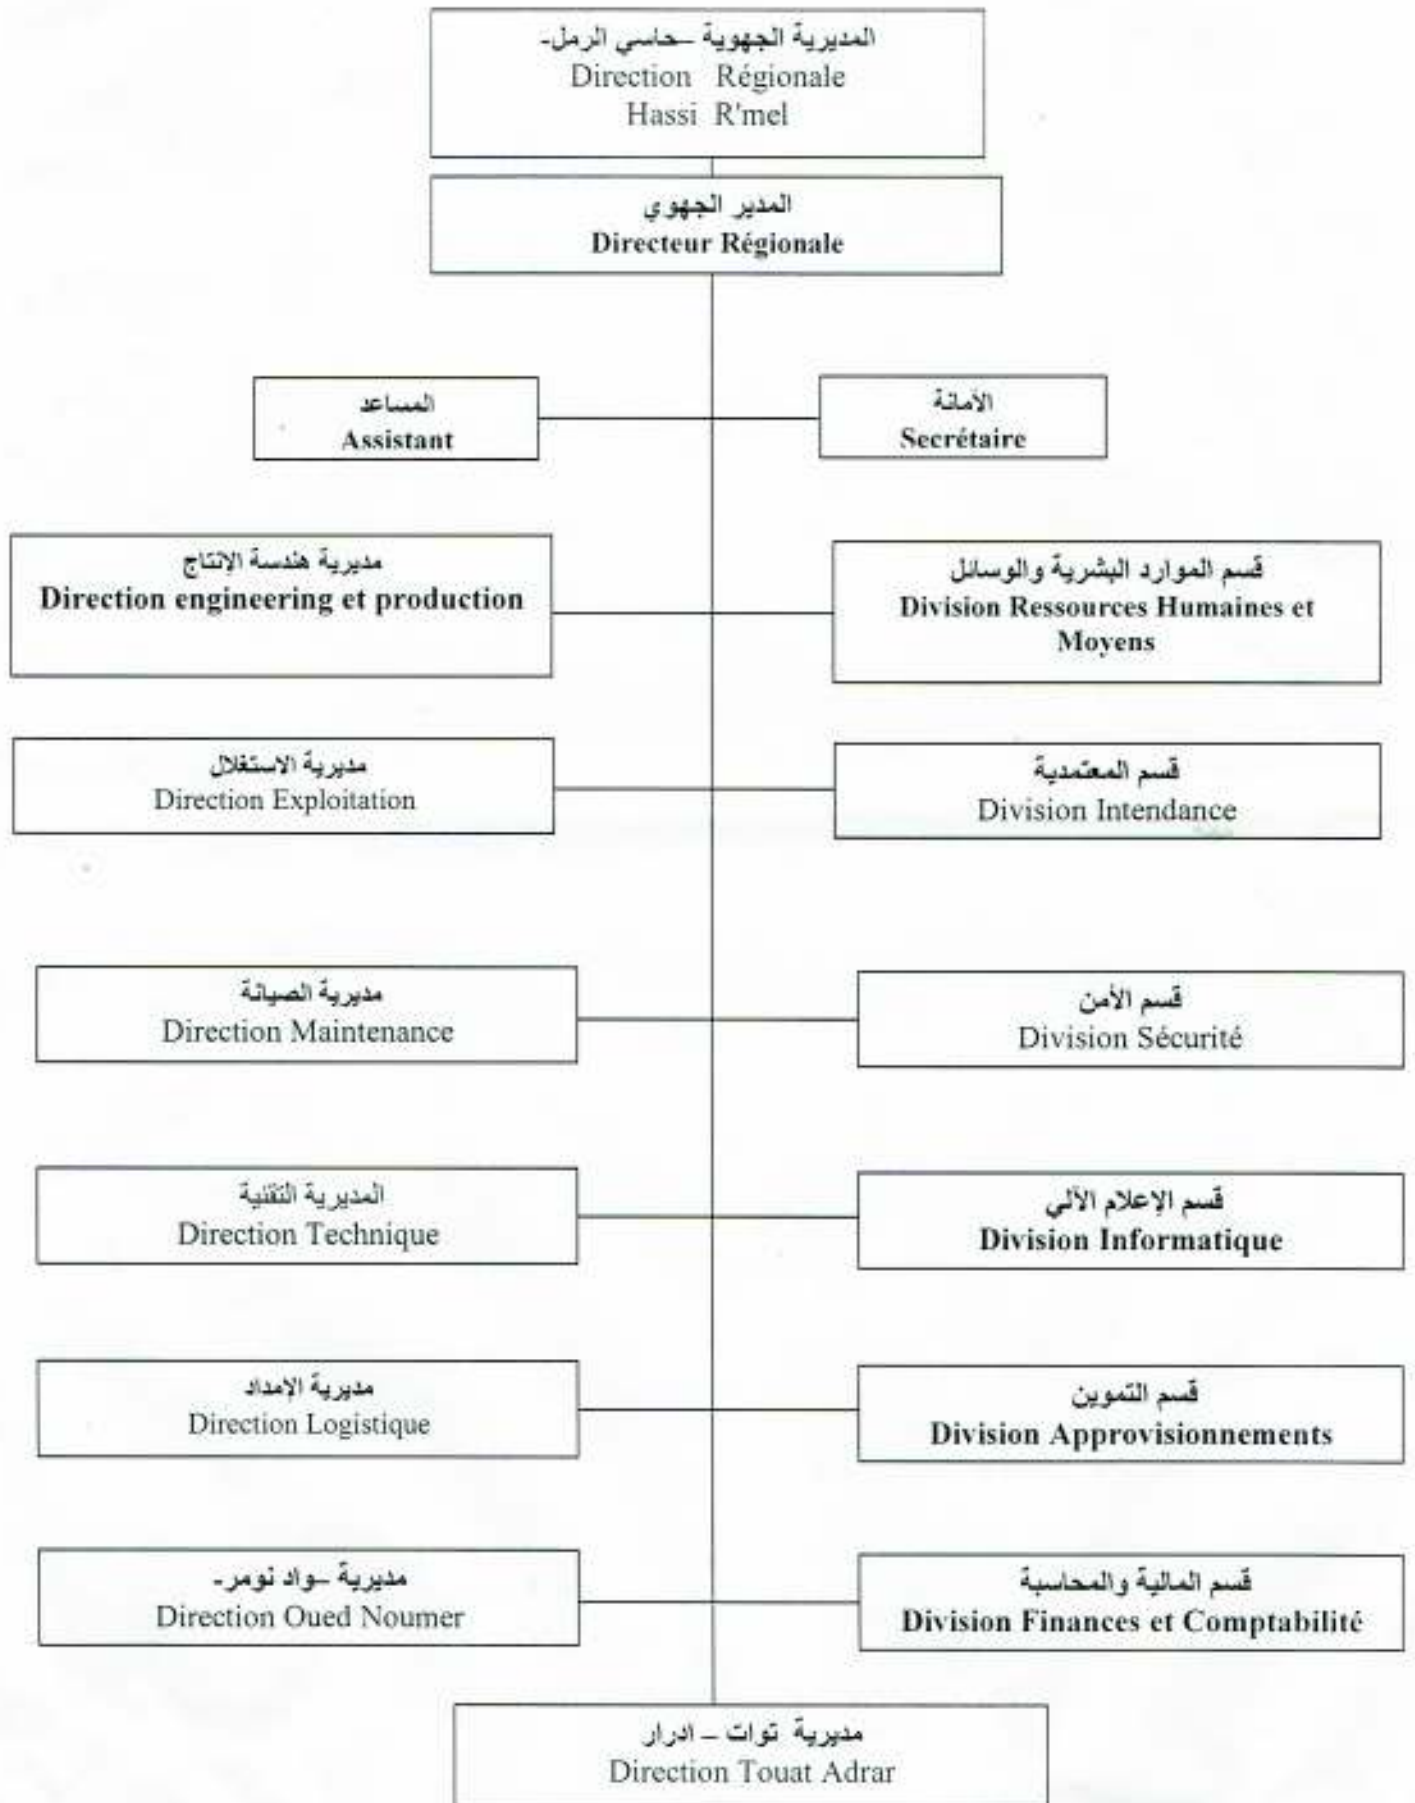 المديرية الجهوية –حاسي الرمل-
Direction Régionale
Hassi R'mel
المدير الجهوي
Directeur Régionale
المساعد
Assistant
الأمانة
Secrétaire
مديرية هندسة الإنتاج
Direction engineering et production
قسم الموارد البشرية والوسائل
Division Ressources Humaines et
Moyens
مديرية الاستغلال
Direction Exploitation
قسم المعتمدية
Division Intendance
مديرية الصيانة
Direction Maintenance
قسم الأمن
Division Sécurité
المديرية التقنية
Direction Technique
قسم الإعلام الآلي
Division Informatique
مديرية الإمداد
Direction Logistique
قسم التموين
Division Approvisionnements
مديرية –واد نومر-
Direction Oued Noumer
قسم المالية والمحاسبة
Division Finances et Comptabilité
مديرية توات – ادرار
Direction Touat Adrar